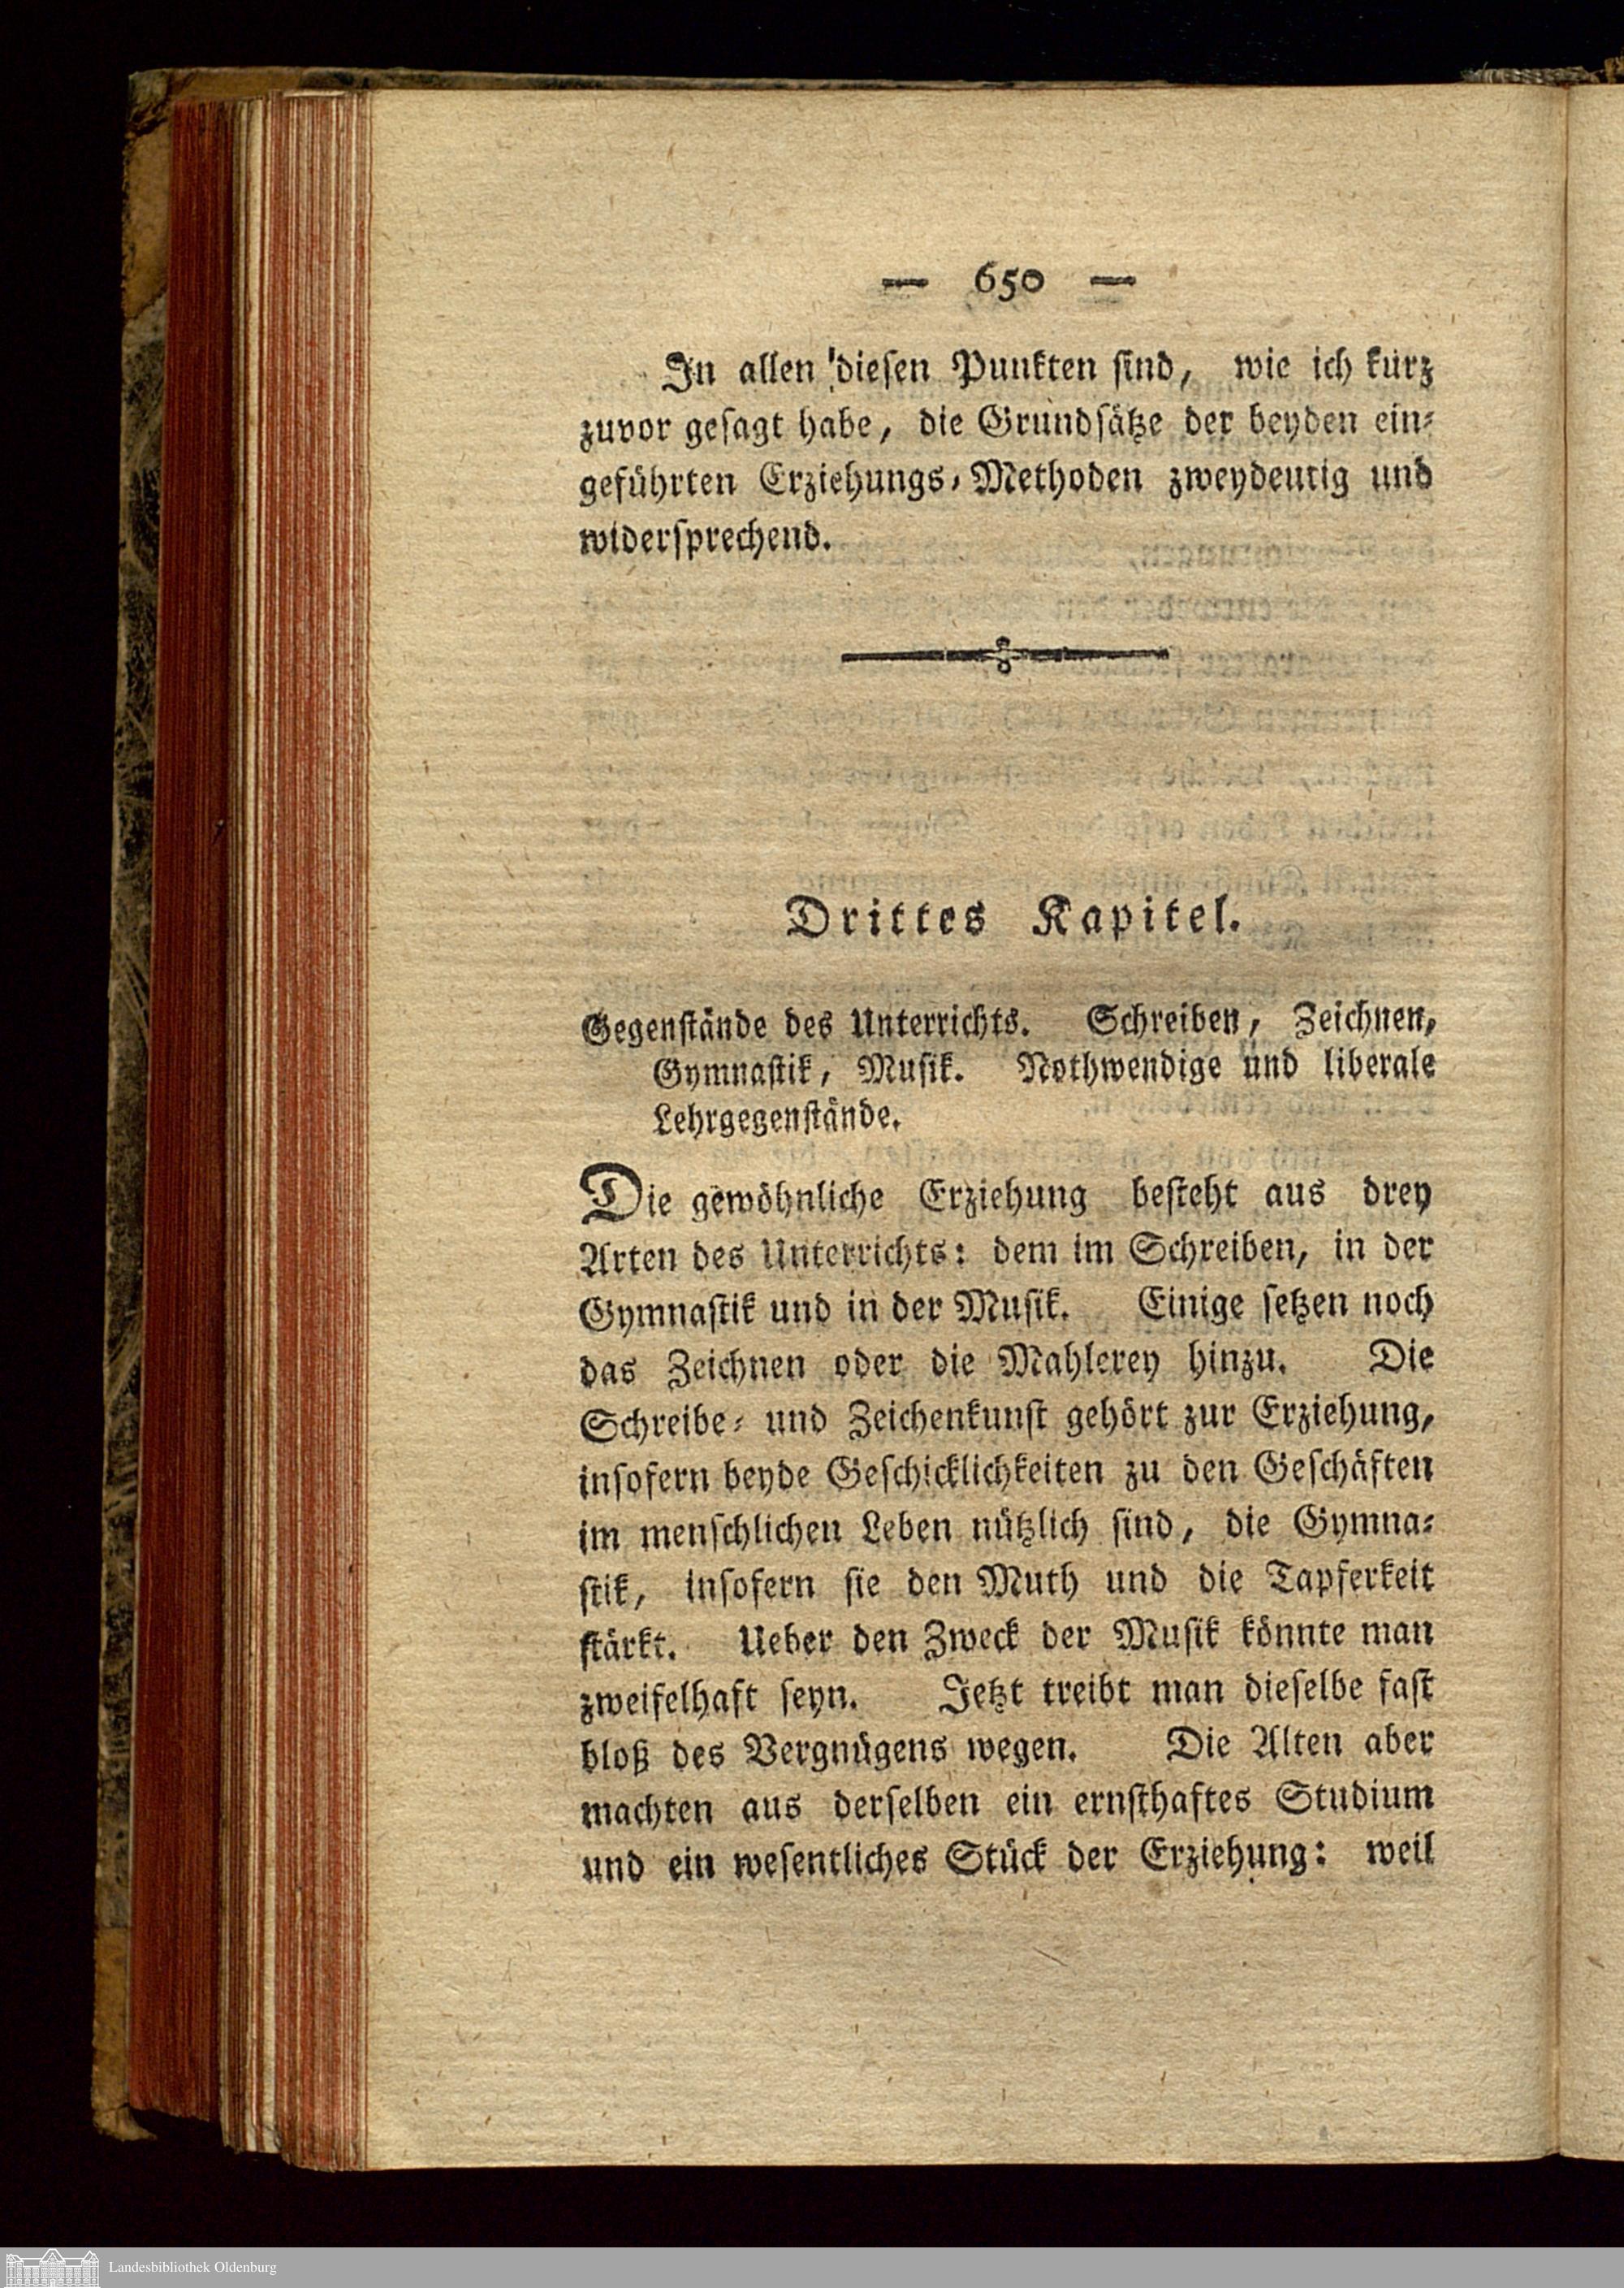 — 650 —
In allen diesen Punkten sind, wie ich kurz
zuvor gesagt habe, die Grundsätze der beyden ein-
geführten Erziehungs-Methoden zweydeutig und
widersprechend.
Drittes Kapitel.
Gegenstände des Unterrichts. Schreiben, Zeichnen,
Gymnastik, Musik. Nothwendige und liberale
Lehrgegenstände.
Die gewöhnliche Erziehung besteht aus drey
Arten des Unterrichts: dem im Schreiben, in der
Gymnastik und in der Musik. Einige setzen noch
das Zeichnen oder die Mahlerey hinzu. Die
Schreibe- und Zeichenkunst gehört zur Erziehung,
insofern beyde Geschicklichkeiten zu den Geschäften
im menschlichen Leben nützlich sind, die Gymna-
stik, insofern sie den Muth und die Tapferkeit
stärkt. Ueber den Zweck der Musik könnte man
zweifelhaft seyn. Jetzt treibt man dieselbe fast
bloß des Vergnügens wegen. Die Alten aber
machten aus derselben ein ernsthaftes Studium
und ein wesentliches Stück der Erziehung: weil
Landesbibliothek Oldenburg